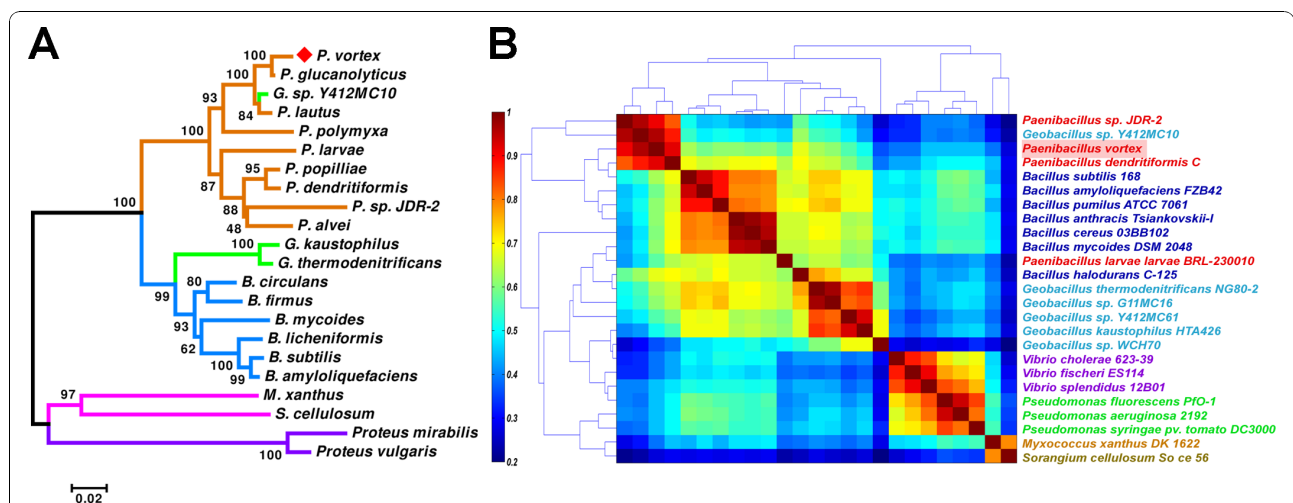 A
100
P. vortex
100
P. glucanolyticus
G. sp. Y412MC10
93
84
P. lautus
100
P. polymyxa
P. larvae
95
P. popilliae
87
P. dendritiformis
88
P. sp. JDR-2
48
P. alvei
100
100
G. kaustophilus
G. thermodenitrificans
99
80
B. circulans
B. firmus
93
B. mycoides
62
B. licheniformis
100
B. subtilis
99
B. amyloliquefaciens
97
M. xanthus
S. cellulosum
Proteus mirabilis
100
Proteus vulgaris
0.02
B
1
0.9
0.8
0.7
0.6
0.5
0.4
0.3
0.2
Paenibacillus sp. JDR-2
Geobacillus sp. Y412MC10
Paenibacillus vortex
Paenibacillus dendritiformis C
Bacillus subtilis 168
Bacillus amyloliquefaciens FZB42
Bacillus pumilus ATCC 7061
Bacillus anthracis Tsiankovskii-I
Bacillus cereus 03BB102
Bacillus mycoides DSM 2048
Paenibacillus larvae larvae BRL-230010
Bacillus halodurans C-125
Geobacillus thermodenitrificans NG80-2
Geobacillus sp. G11MC16
Geobacillus sp. Y412MC61
Geobacillus kaustophilus HTA426
Geobacillus sp. WCH70
Vibrio cholerae 623-39
Vibrio fischeri ES114
Vibrio splendidus 12B01
Pseudomonas fluorescens PfO-1
Pseudomonas aeruginosa 2192
Pseudomonas syringae pv. tomato DC3000
Myxococcus xanthus DK 1622
Sorangium cellulosum So ce 56